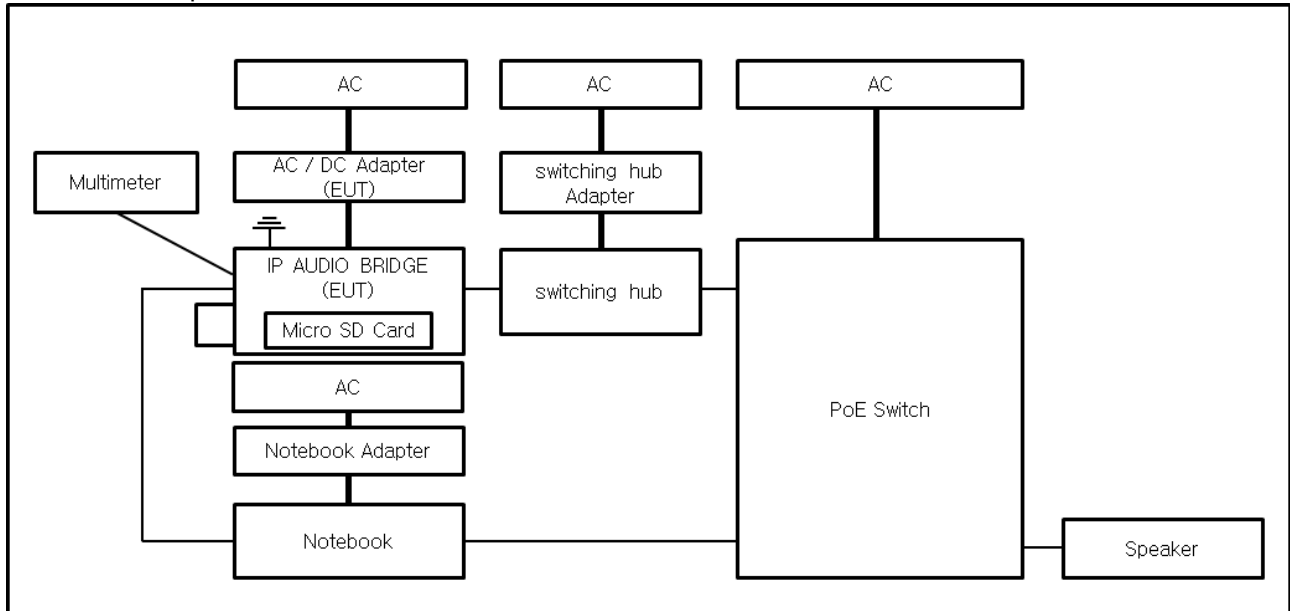 AC
AC
AC
AC / DC Adapter
(EUT)
switching hub
Adapter
Multimeter
IP AUDIO BRIDGE
(EUT)
switching hub
Micro SD Card
AC
PoE Switch
Notebook Adapter
Notebook
Speaker